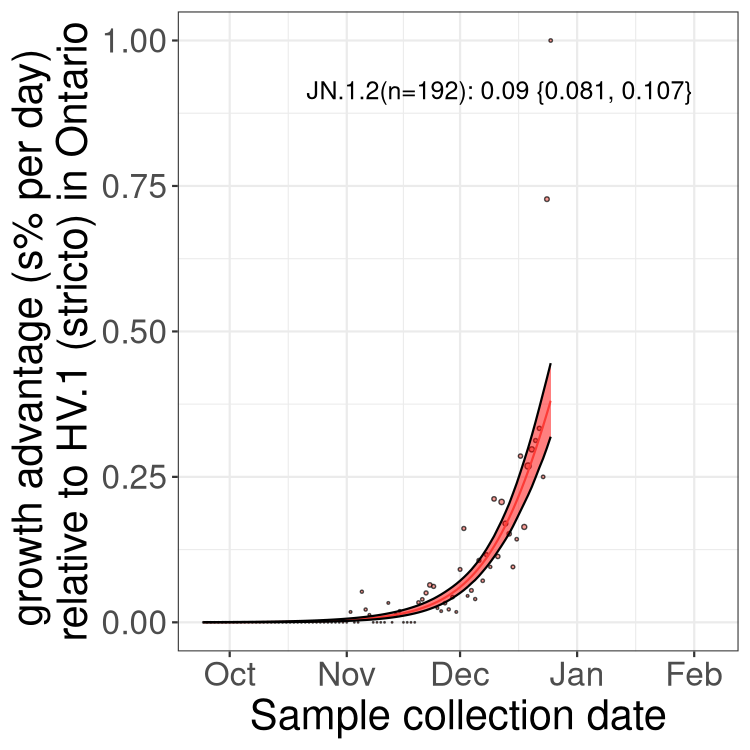 growth advantage (s% per day)
relative to HV.1 (stricto) in Ontario
1.00
0.75
0.50
0.25
0.00
JN.1.2(n=192): 0.09 {0.081, 0.107}
Oct Nov Dec Jan Feb
Sample collection date